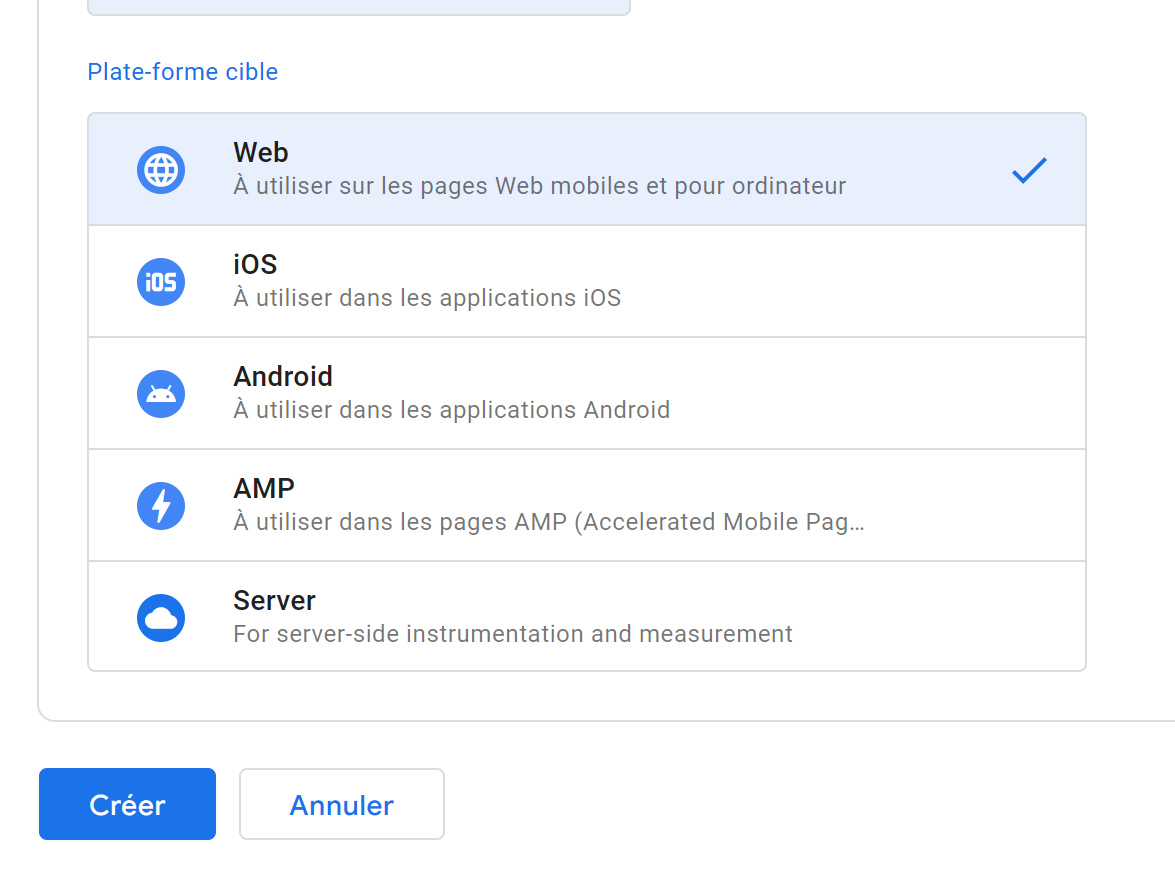 Plate-forme cible
Web
À utiliser sur les pages Web mobiles et pour ordinateur
iOS
iOS
À utiliser dans les applications iOS
Android
À utiliser dans les applications Android
AMP
À utiliser dans les pages AMP (Accelerated Mobile Pag…
Server
For server-side instrumentation and measurement
Créer
Annuler